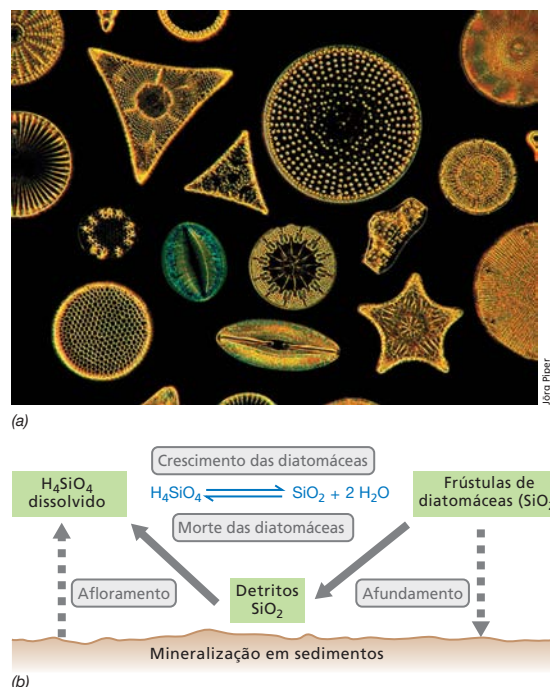 Jörg Piper
(a)
Crescimento das diatomáceas
H₄SiO₄
dissolvido
H₄SiO₄ ⇌ SiO₂ + 2 H₂O
Frústulas de
diatomáceas (SiO
Morte das diatomáceas
Afloramento
Detritos
SiO₂
Afundamento
Mineralização em sedimentos
(b)